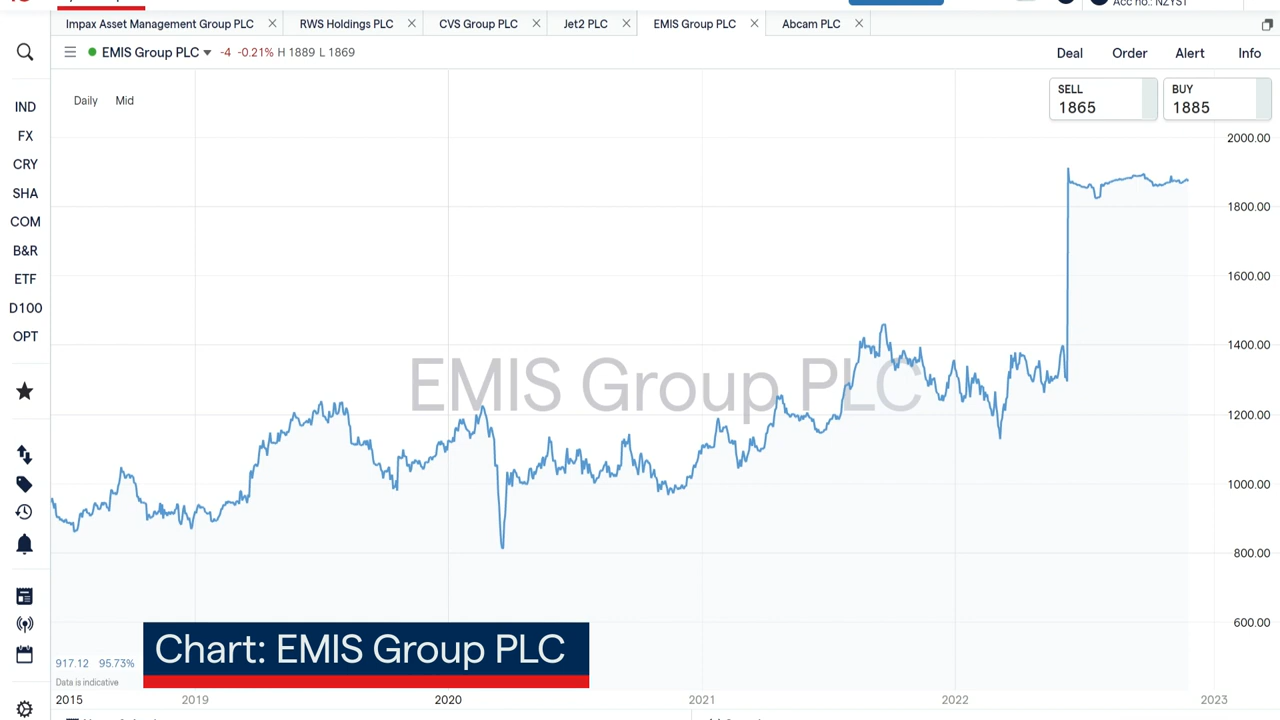 Acc no.: NZYST
Impax Asset Management Group PLC
RWS Holdings PLC
CVS Group PLC
Jet2 PLC
EMIS Group PLC
Abcam PLC
EMIS Group PLC -4 -0.21% H 1889 L 1869
Deal Order Alert Info
Daily Mid
SELL
1865
BUY
1885
IND
FX
CRY
SHA
COM
B&R
ETF
D100
OPT
2000.00
1800.00
1600.00
1400.00
1200.00
1000.00
800.00
600.00
EMIS Group PLC
Chart: EMIS Group PLC
917.12 95.73%
Data is indicative
2015 2019 2020 2021 2022 2023